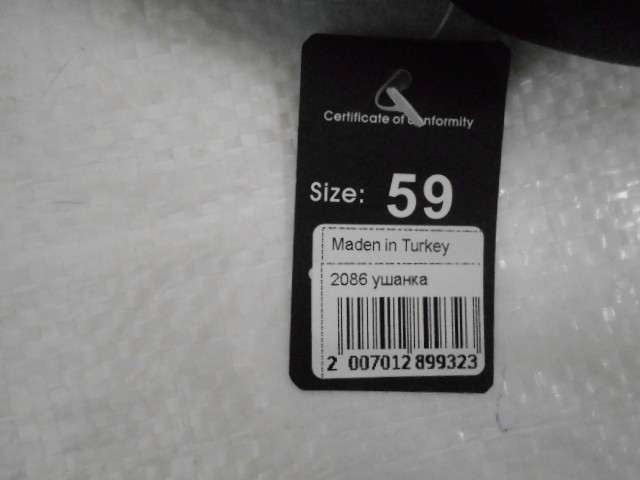 Certificate of Conformity
Size: 59
Maden in Turkey
2086 ушанка
2 007012 899323